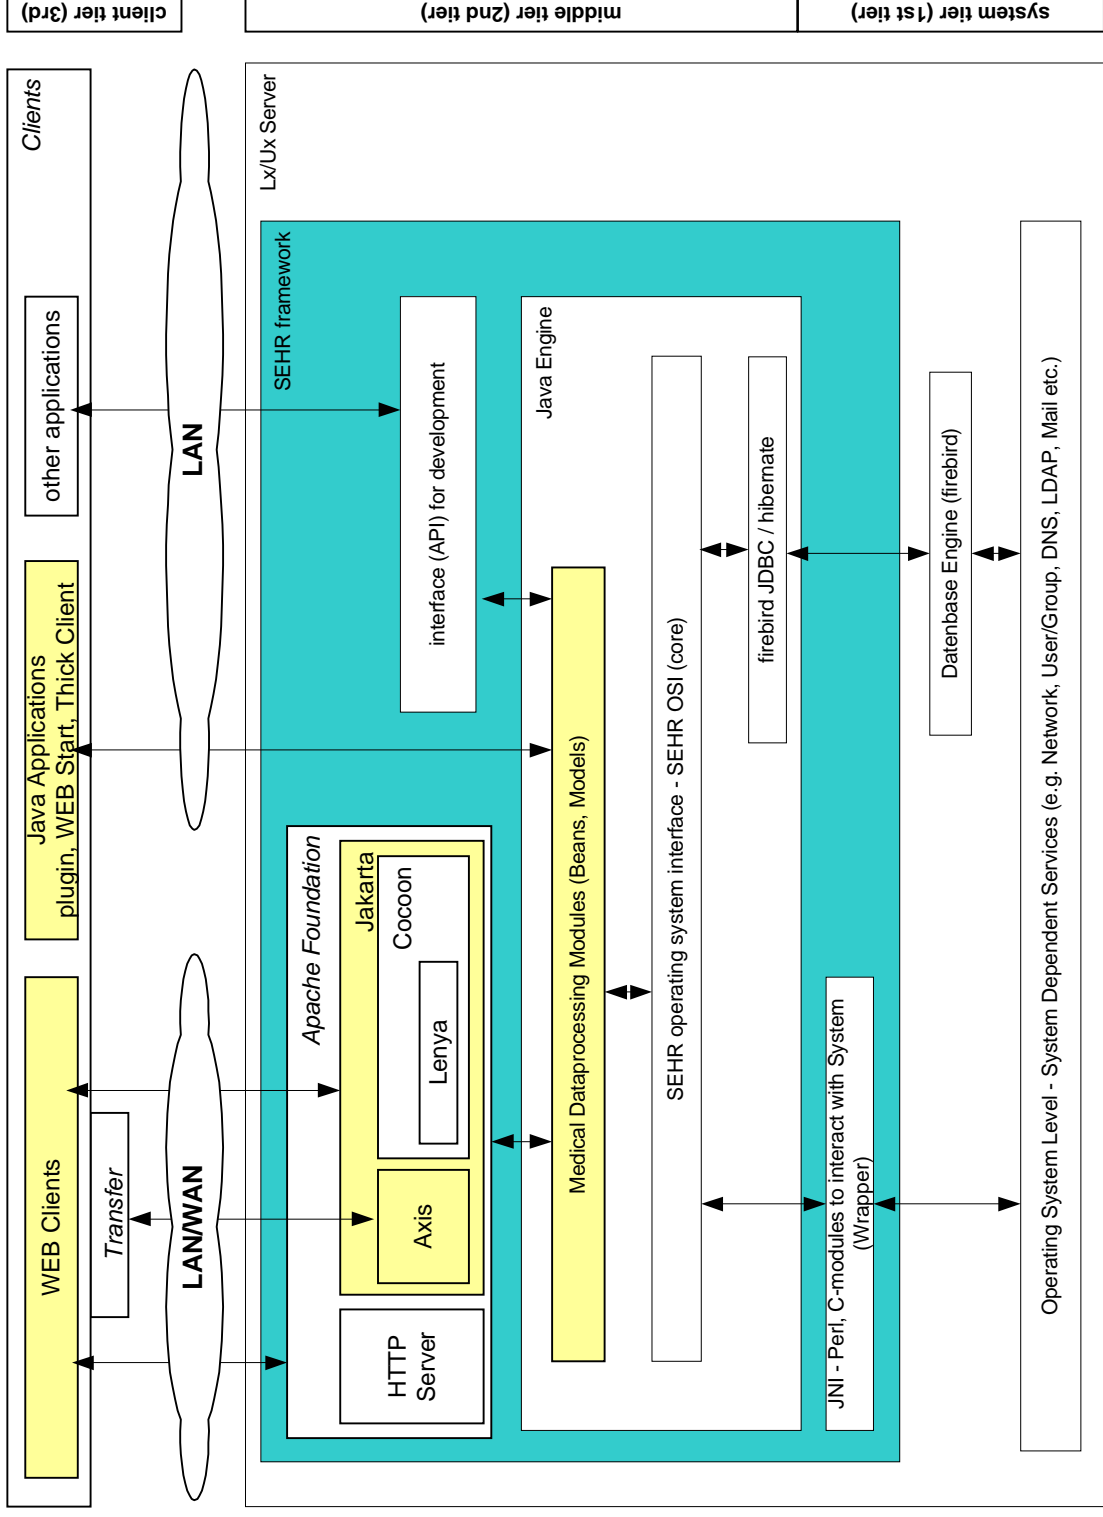 client tier (3rd)
middle tier (2nd tier)
system tier (1st tier)
Clients
WEB Clients
Java Applications
plugin, WEB Start, Thick Client
other applications
Transfer
LAN/WAN
LAN
Lx/Ux Server
SEHR framework
Apache Foundation
HTTP
Server
Jakarta
Axis
Cocoon
Lenya
interface (API) for development
Java Engine
Medical Dataprocessing Modules (Beans, Models)
SEHR operating system interface - SEHR OSI (core)
firebird JDBC / hibernate
JNI - Perl, C-modules to interact with System
(Wrapper)
Datenbase Engine (firebird)
Operating System Level - System Dependent Services (e.g. Network, User/Group, DNS, LDAP, Mail etc.)